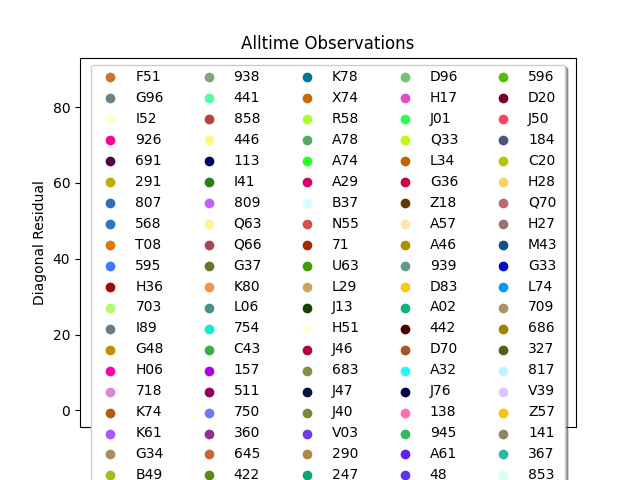 Alltime Observations
F51 938 K78 D96 596
G96 441 X74 H17 D20
I52 858 R58 J01 J50
926 446 A78 Q33 184
691 113 A74 L34 C20
291 I41 A29 G36 H28
807 809 B37 Z18 Q70
568 Q63 N55 A57 H27
T08 Q66 71 A46 M43
595 G37 U63 939 G33
H36 K80 L29 D83 L74
703 L06 J13 A02 709
I89 754 H51 442 686
G48 C43 J46 D70 327
H06 157 683 A32 817
718 511 J47 J76 V39
K74 750 J40 138 Z57
K61 360 V03 945 141
G34 645 290 A61 367
B49 422 247 48 853
80
60
40
20
0
Diagonal Residual